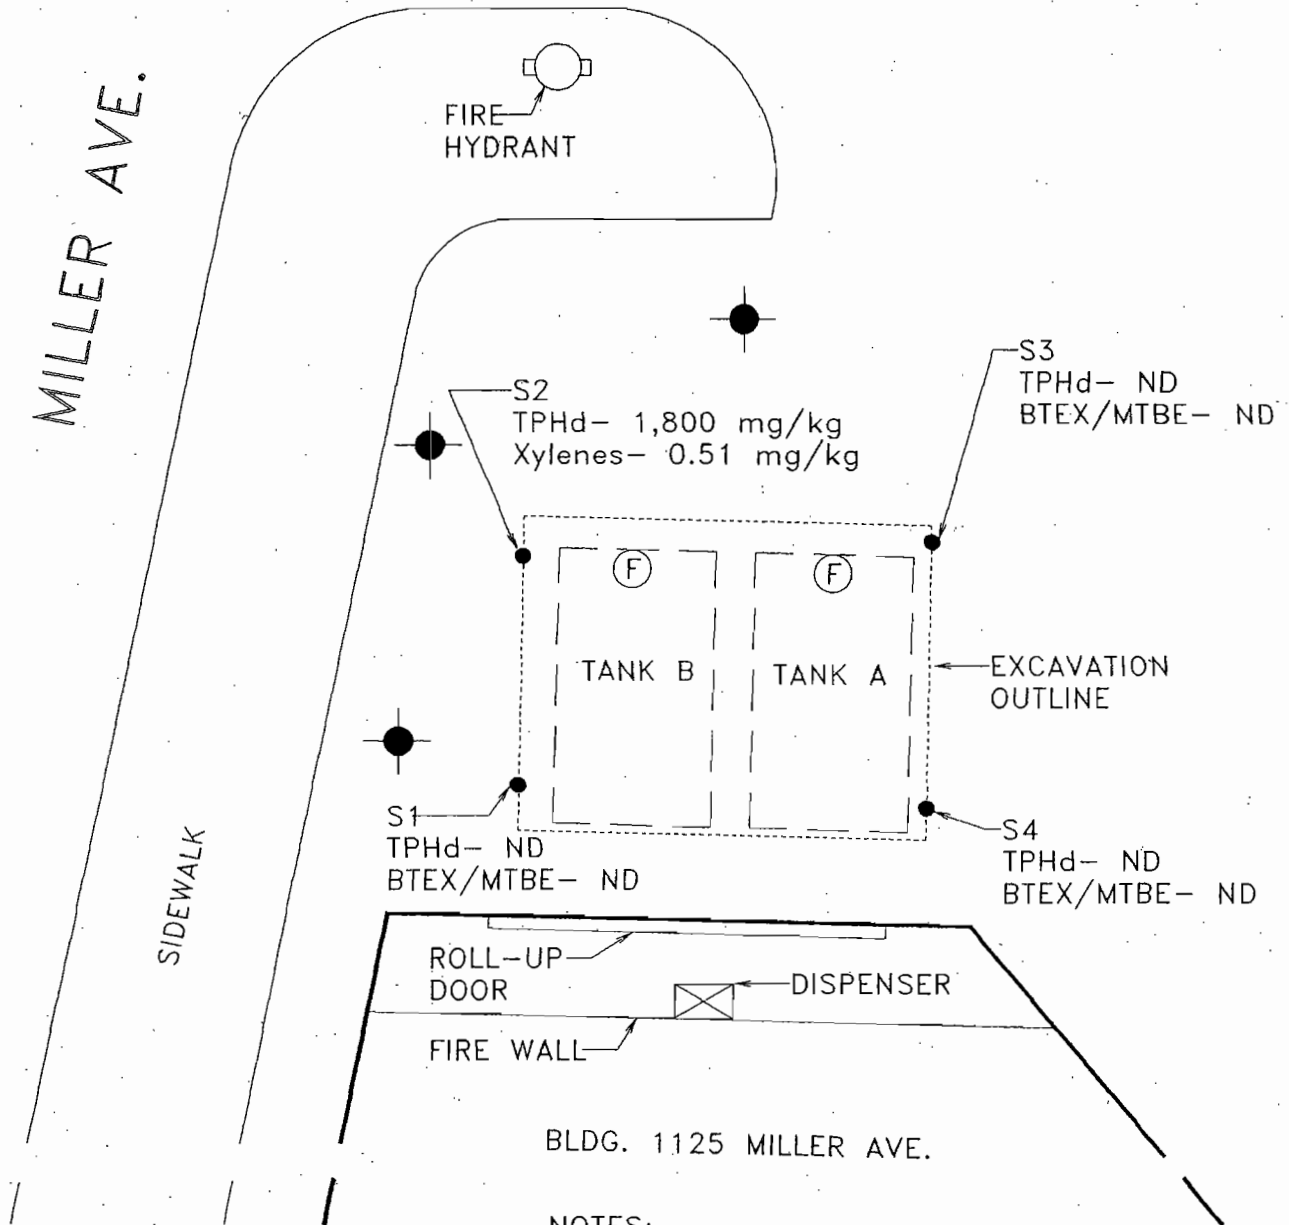 MILLER AVE.
FIRE
HYDRANT
S3
TPHd- ND
BTEX/MTBE- ND
S2
TPHd- 1,800 mg/kg
Xylenes- 0.51 mg/kg
F
F
TANK B
TANK A
EXCAVATION
OUTLINE
S1
TPHd- ND
BTEX/MTBE- ND
S4
TPHd- ND
BTEX/MTBE- ND
SIDEWALK
ROLL-UP
DOOR
DISPENSER
FIRE WALL
BLDG. 1125 MILLER AVE.
NOTES: